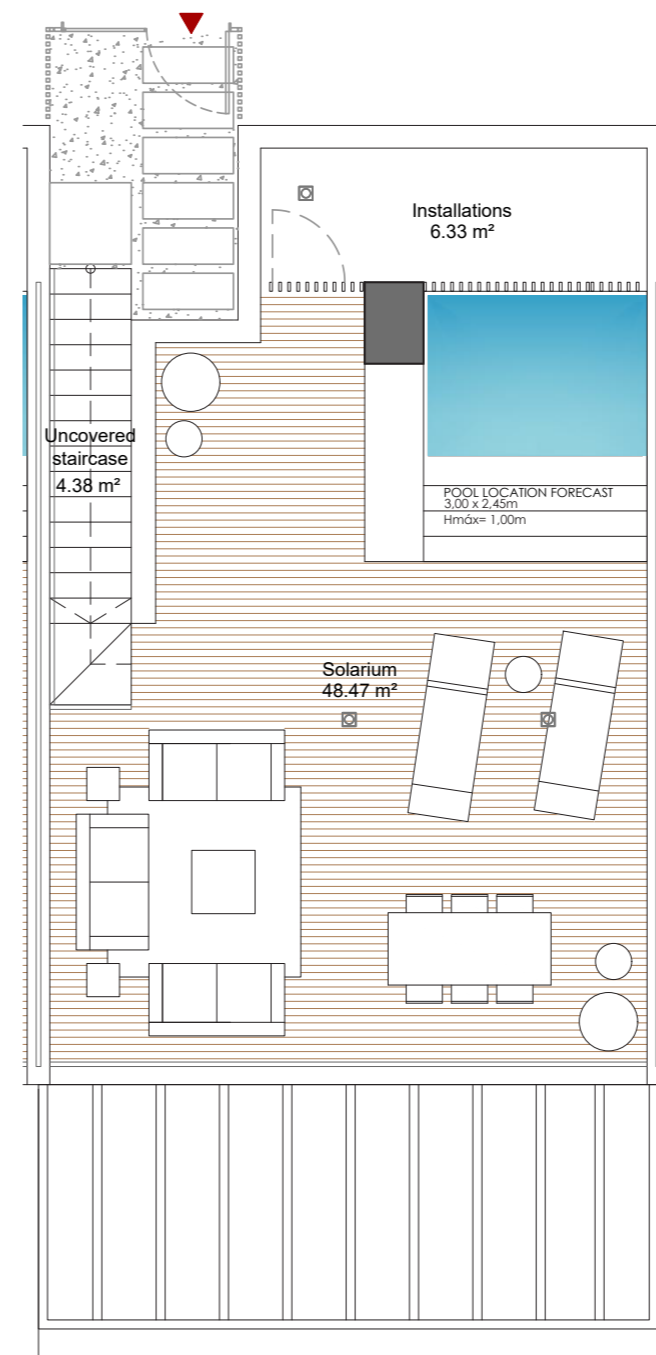 Installations
6.33 m²
Uncovered
staircase
4.38 m²
POOL LOCATION FORECAST
3,00 x 2,45m
Hmáx= 1,00m
Solarium
48.47 m²